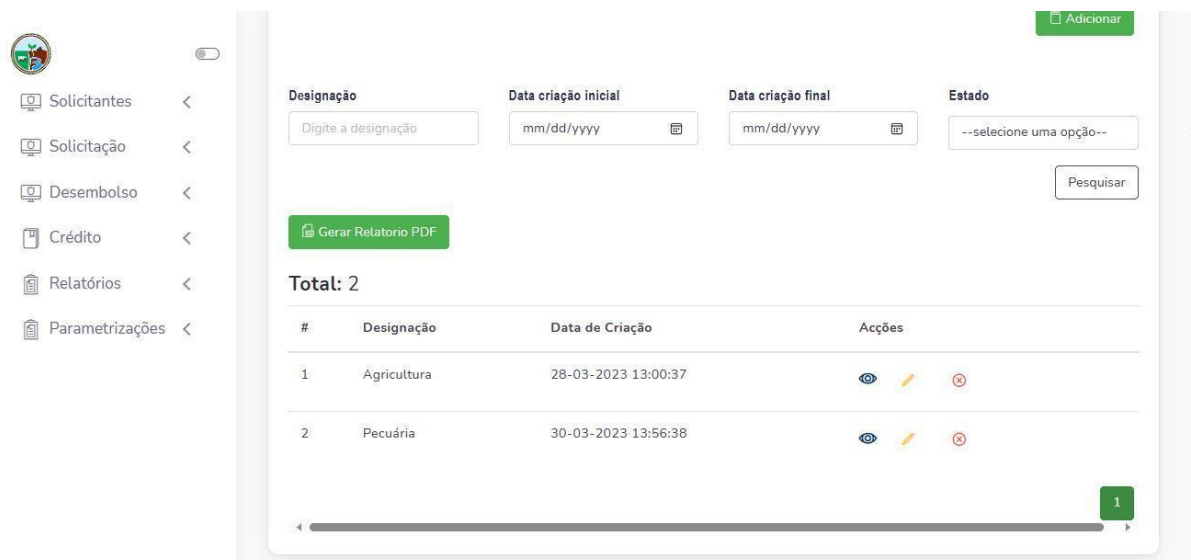 Adicionar
Solicitantes
Solicitação
Desembolso
Crédito
Relatórios
Parametrizações
Designação Data criação inicial Data criação final Estado
Digite a designação mm/dd/yyyy mm/dd/yyyy --selecione uma opção--
Pesquisar
Gerar Relatorio PDF
Total: 2
# Designação Data de Criação Acções
1 Agricultura 28-03-2023 13:00:37
2 Pecuária 30-03-2023 13:56:38
1